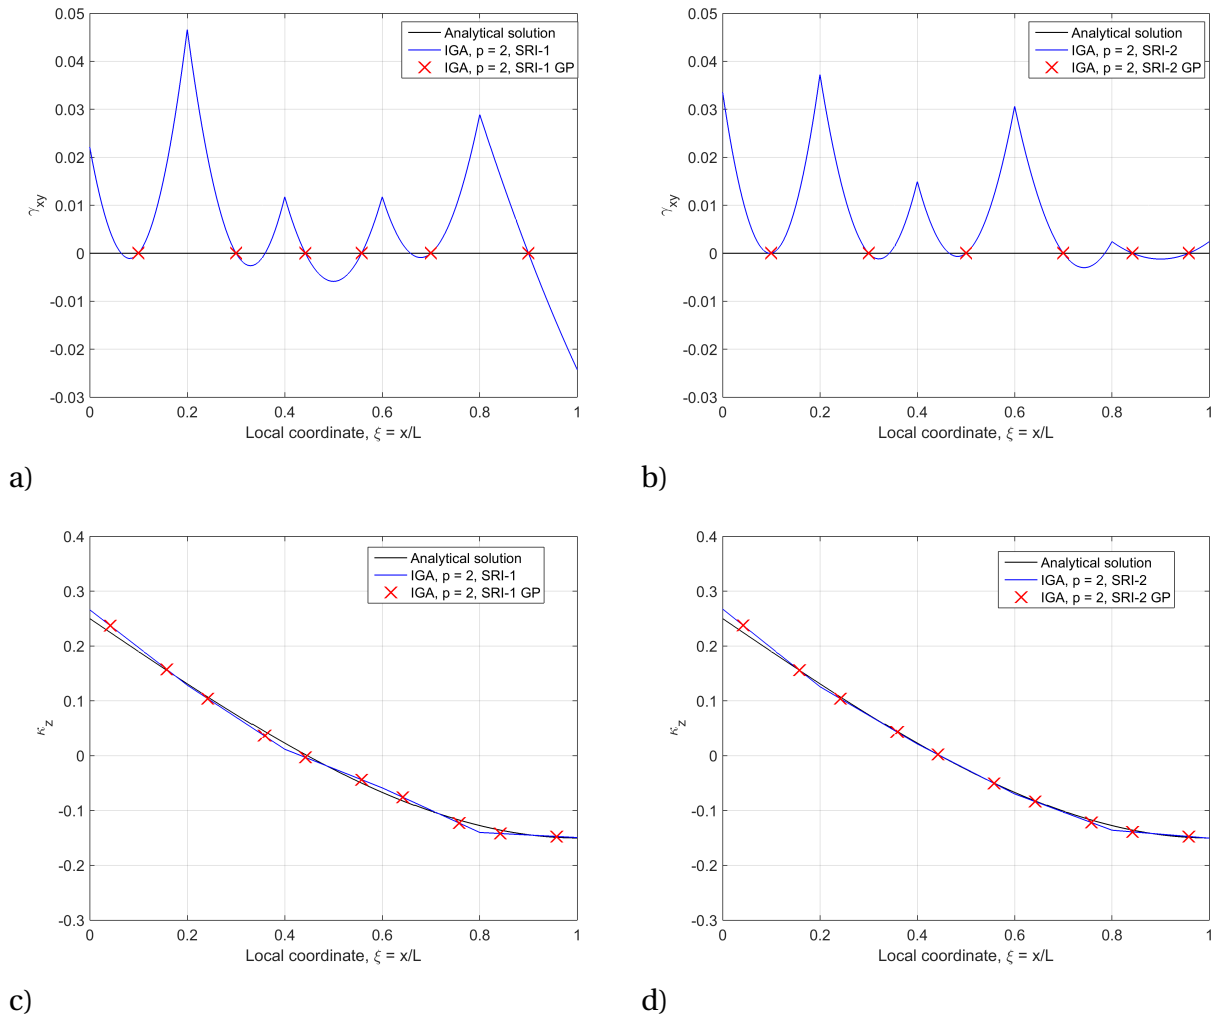 0.05
0.04
0.03
0.02
0.01
0
-0.01
-0.02
-0.03
γxy
0 0.2 0.4 0.6 0.8 1
Local coordinate, ξ = x/L
Analytical solution
IGA, p = 2, SRI-1
IGA, p = 2, SRI-1 GP
a)
0.05
0.04
0.03
0.02
0.01
0
-0.01
-0.02
-0.03
γxy
0 0.2 0.4 0.6 0.8 1
Local coordinate, ξ = x/L
Analytical solution
IGA, p = 2, SRI-2
IGA, p = 2, SRI-2 GP
b)
0.4
0.3
0.2
0.1
0
-0.1
-0.2
-0.3
κz
0 0.2 0.4 0.6 0.8 1
Local coordinate, ξ = x/L
Analytical solution
IGA, p = 2, SRI-1
IGA, p = 2, SRI-1 GP
c)
0.4
0.3
0.2
0.1
0
-0.1
-0.2
-0.3
κz
0 0.2 0.4 0.6 0.8 1
Local coordinate, ξ = x/L
Analytical solution
IGA, p = 2, SRI-2
IGA, p = 2, SRI-2 GP
d)